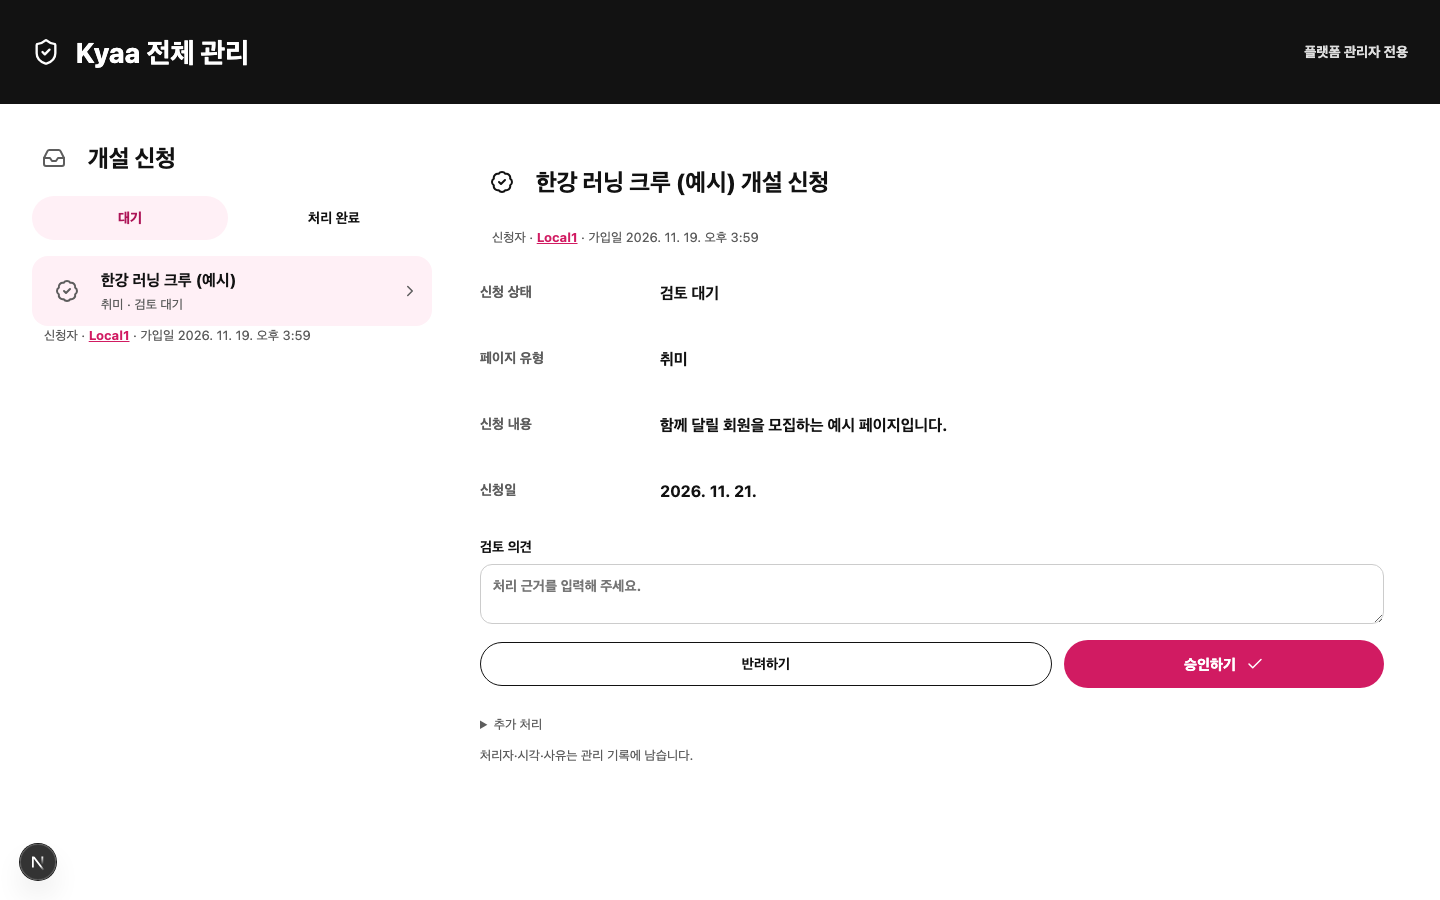 Kyaa 전체 관리
플랫폼 관리자 전용
개설 신청
대기
처리 완료
한강 러닝 크루 (예시)
취미 · 검토 대기
신청자 · Local1 · 가입일 2026. 11. 19. 오후 3:59
한강 러닝 크루 (예시) 개설 신청
신청자 · Local1 · 가입일 2026. 11. 19. 오후 3:59
신청 상태
검토 대기
페이지 유형
취미
신청 내용
함께 달릴 회원을 모집하는 예시 페이지입니다.
신청일
2026. 11. 21.
검토 의견
처리 근거를 입력해 주세요.
반려하기
승인하기
추가 처리
처리자·시각·사유는 관리 기록에 남습니다.
N